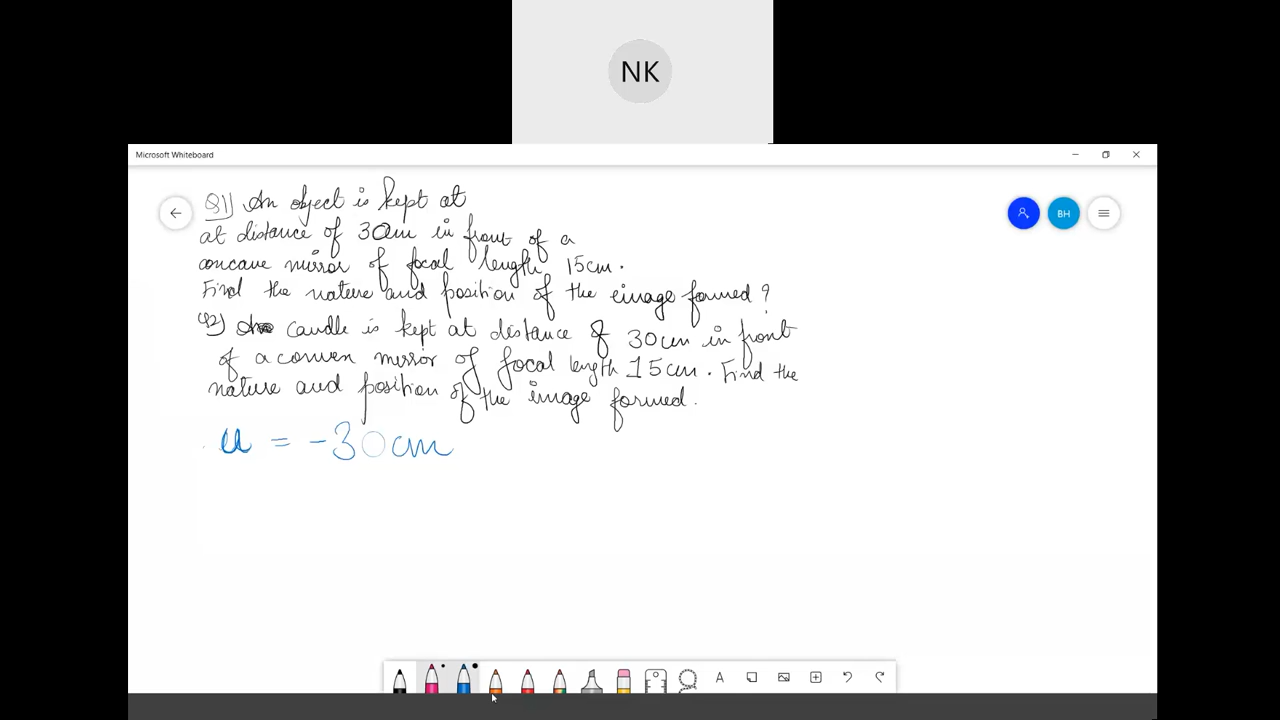 NK
Microsoft Whiteboard
Q1) An object is kept at
at distance of 30cm in front of a
concave mirror of focal length 15cm.
Find the nature and position of the image formed?
Q2) A candle is kept at distance of 30cm in front
of a convex mirror of focal length 15cm. Find the
nature and position of the image formed.
BH
u = -30cm
A